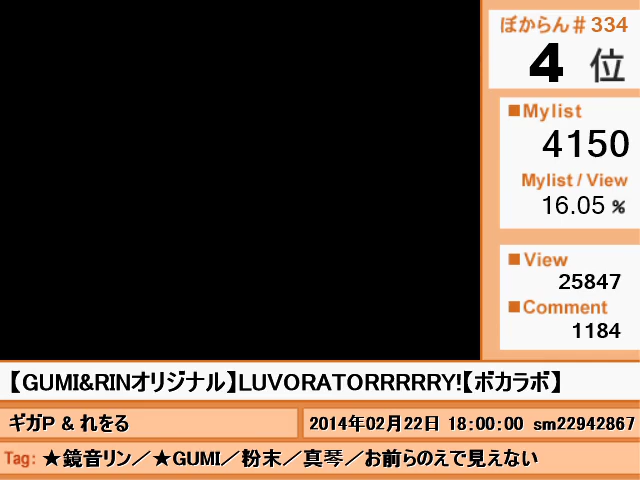 ぼからん#334
4位
■Mylist
4150
Mylist/View
16.05%
■View
25847
■Comment
1184
【GUMI&RINオリジナル】LUVORATORRRRRY!【ボカラボ】
ギガP & れをる
2014年02月22日 18:00:00 sm22942867
Tag: ★鏡音リン／★GUMI／粉末／真琴／お前らのえで見えない